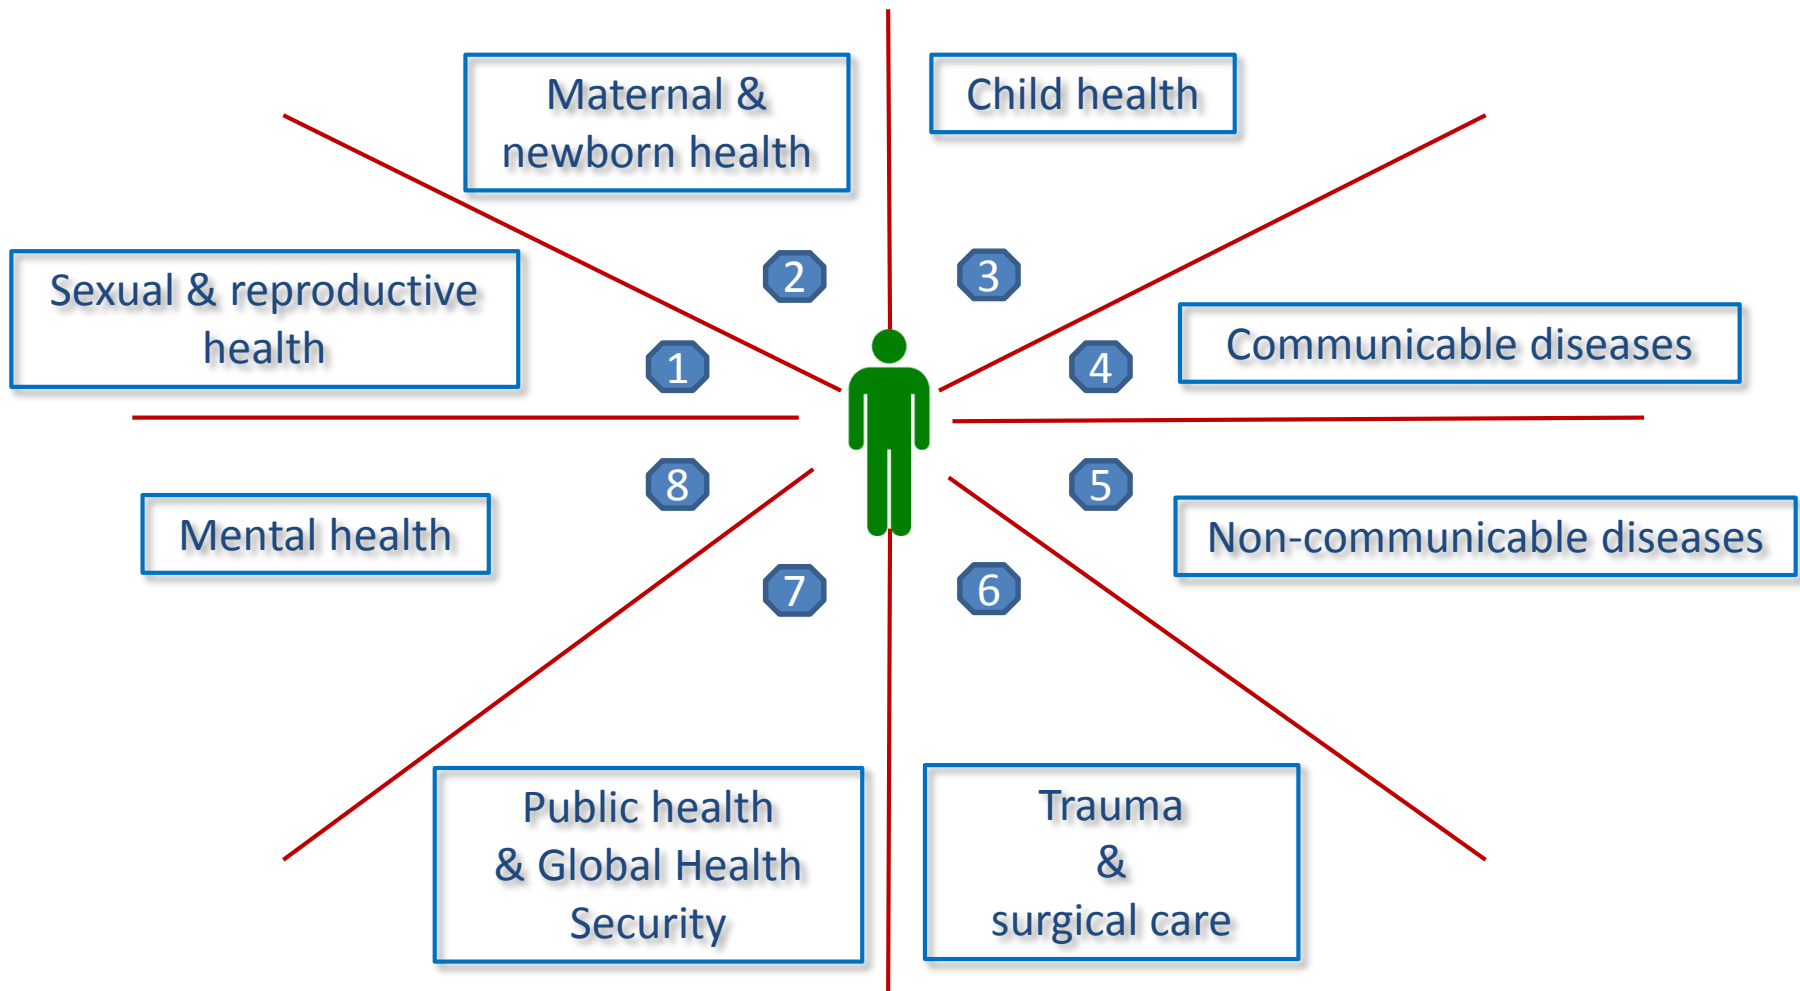 Maternal &
newborn health
Child health
2
3
Sexual & reproductive
health
1
4
Communicable diseases
8
5
Mental health
Non-communicable diseases
7
6
Public health
& Global Health
Security
Trauma
&
surgical care